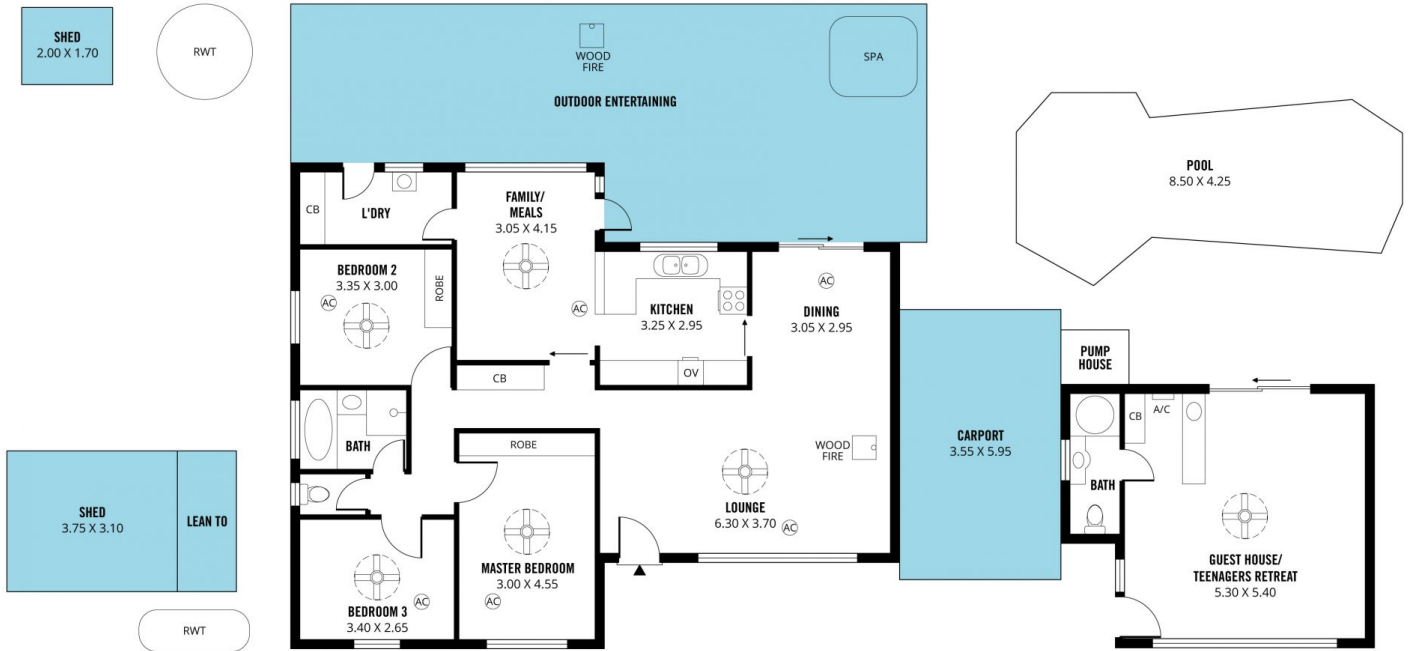 SHED
2.00 X 1.70
RWT
WOOD
FIRE
SPA
OUTDOOR ENTERTAINING
POOL
8.50 X 4.25
CB
L'DRY
FAMILY/
MEALS
3.05 X 4.15
BEDROOM 2
3.35 X 3.00
ROBE
AC
AC
KITCHEN
3.25 X 2.95
OV
AC
DINING
3.05 X 2.95
CB
BATH
ROBE
WOOD
FIRE
LOUNGE
6.30 X 3.70
AC
MASTER BEDROOM
3.00 X 4.55
AC
BEDROOM 3
3.40 X 2.65
AC
SHED
3.75 X 3.10
LEAN TO
RWT
CARPORT
3.55 X 5.95
PUMP
HOUSE
CB
A/C
BATH
GUEST HOUSE/
TEENAGERS RETREAT
5.30 X 5.40